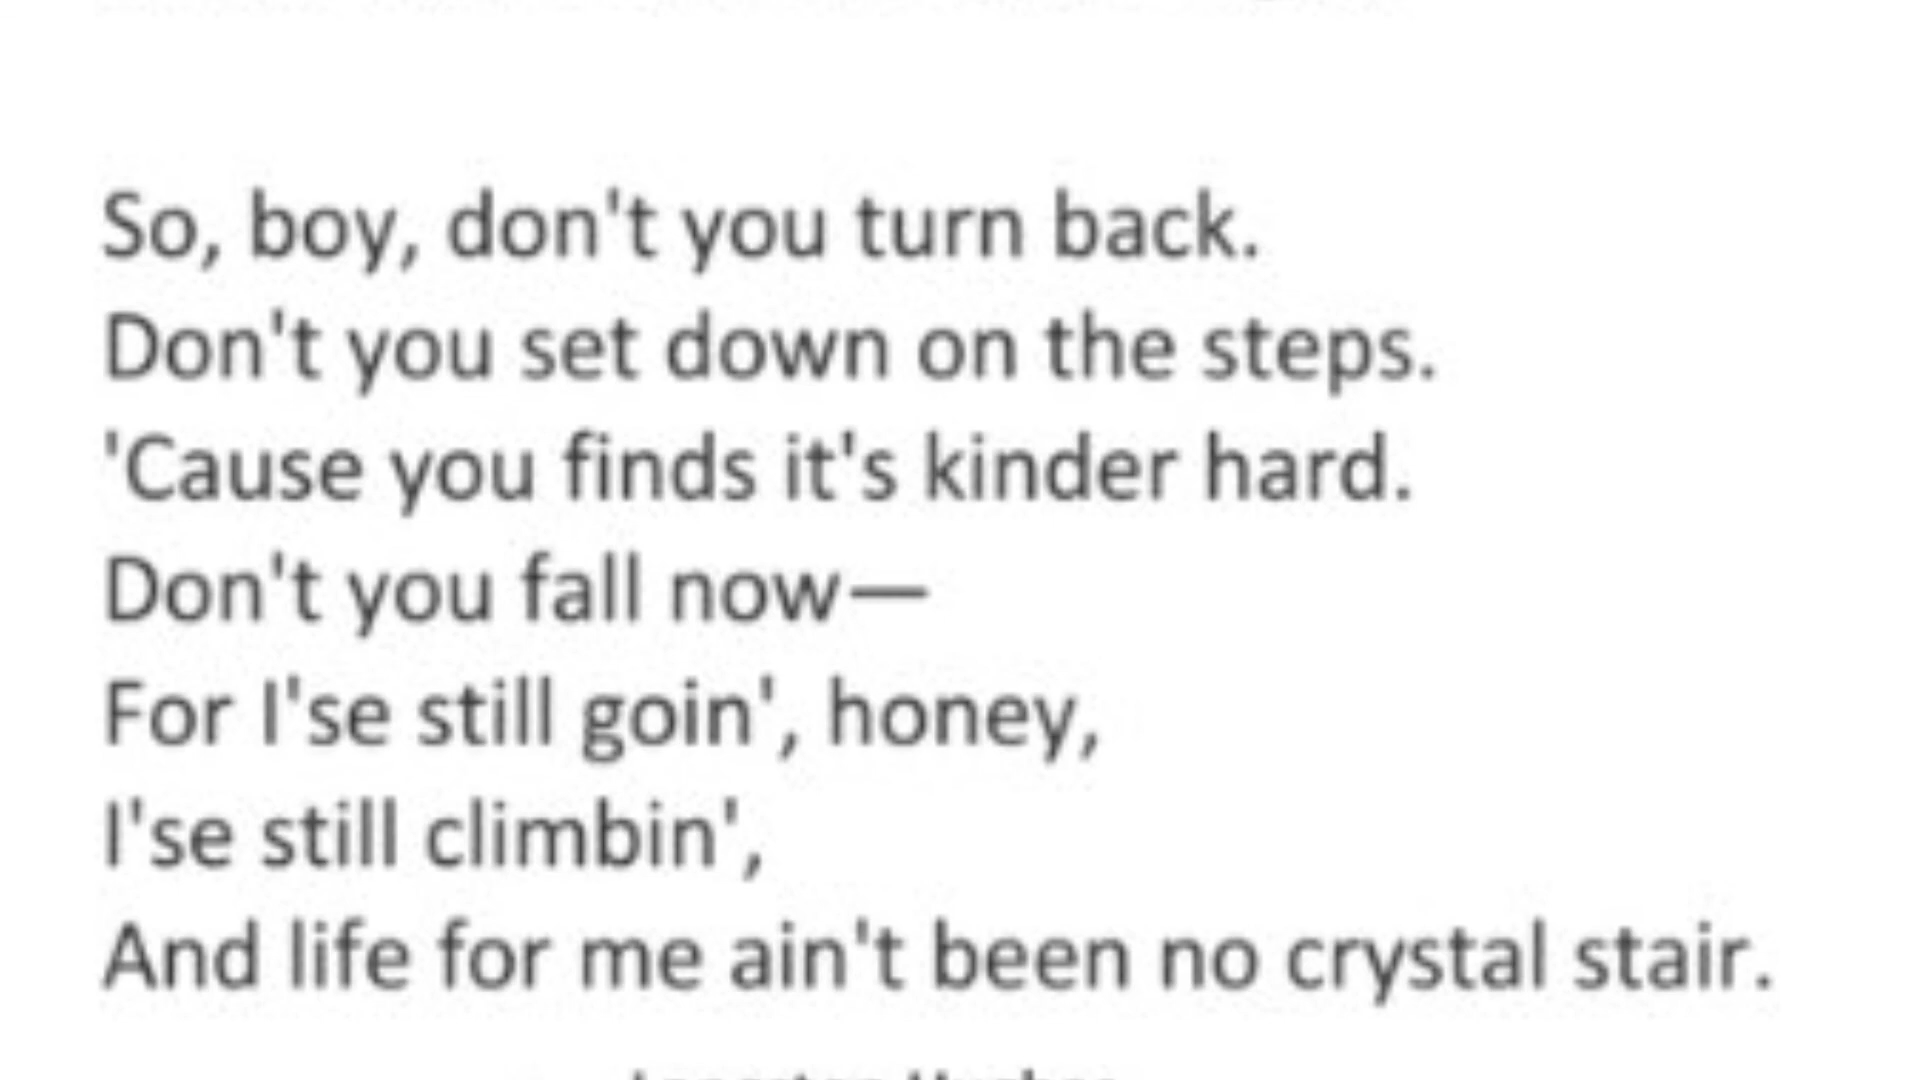 So, boy, don't you turn back.
Don't you set down on the steps.
'Cause you finds it's kinder hard.
Don't you fall now—
For I'se still goin', honey,
I'se still climbin',
And life for me ain't been no crystal stair.